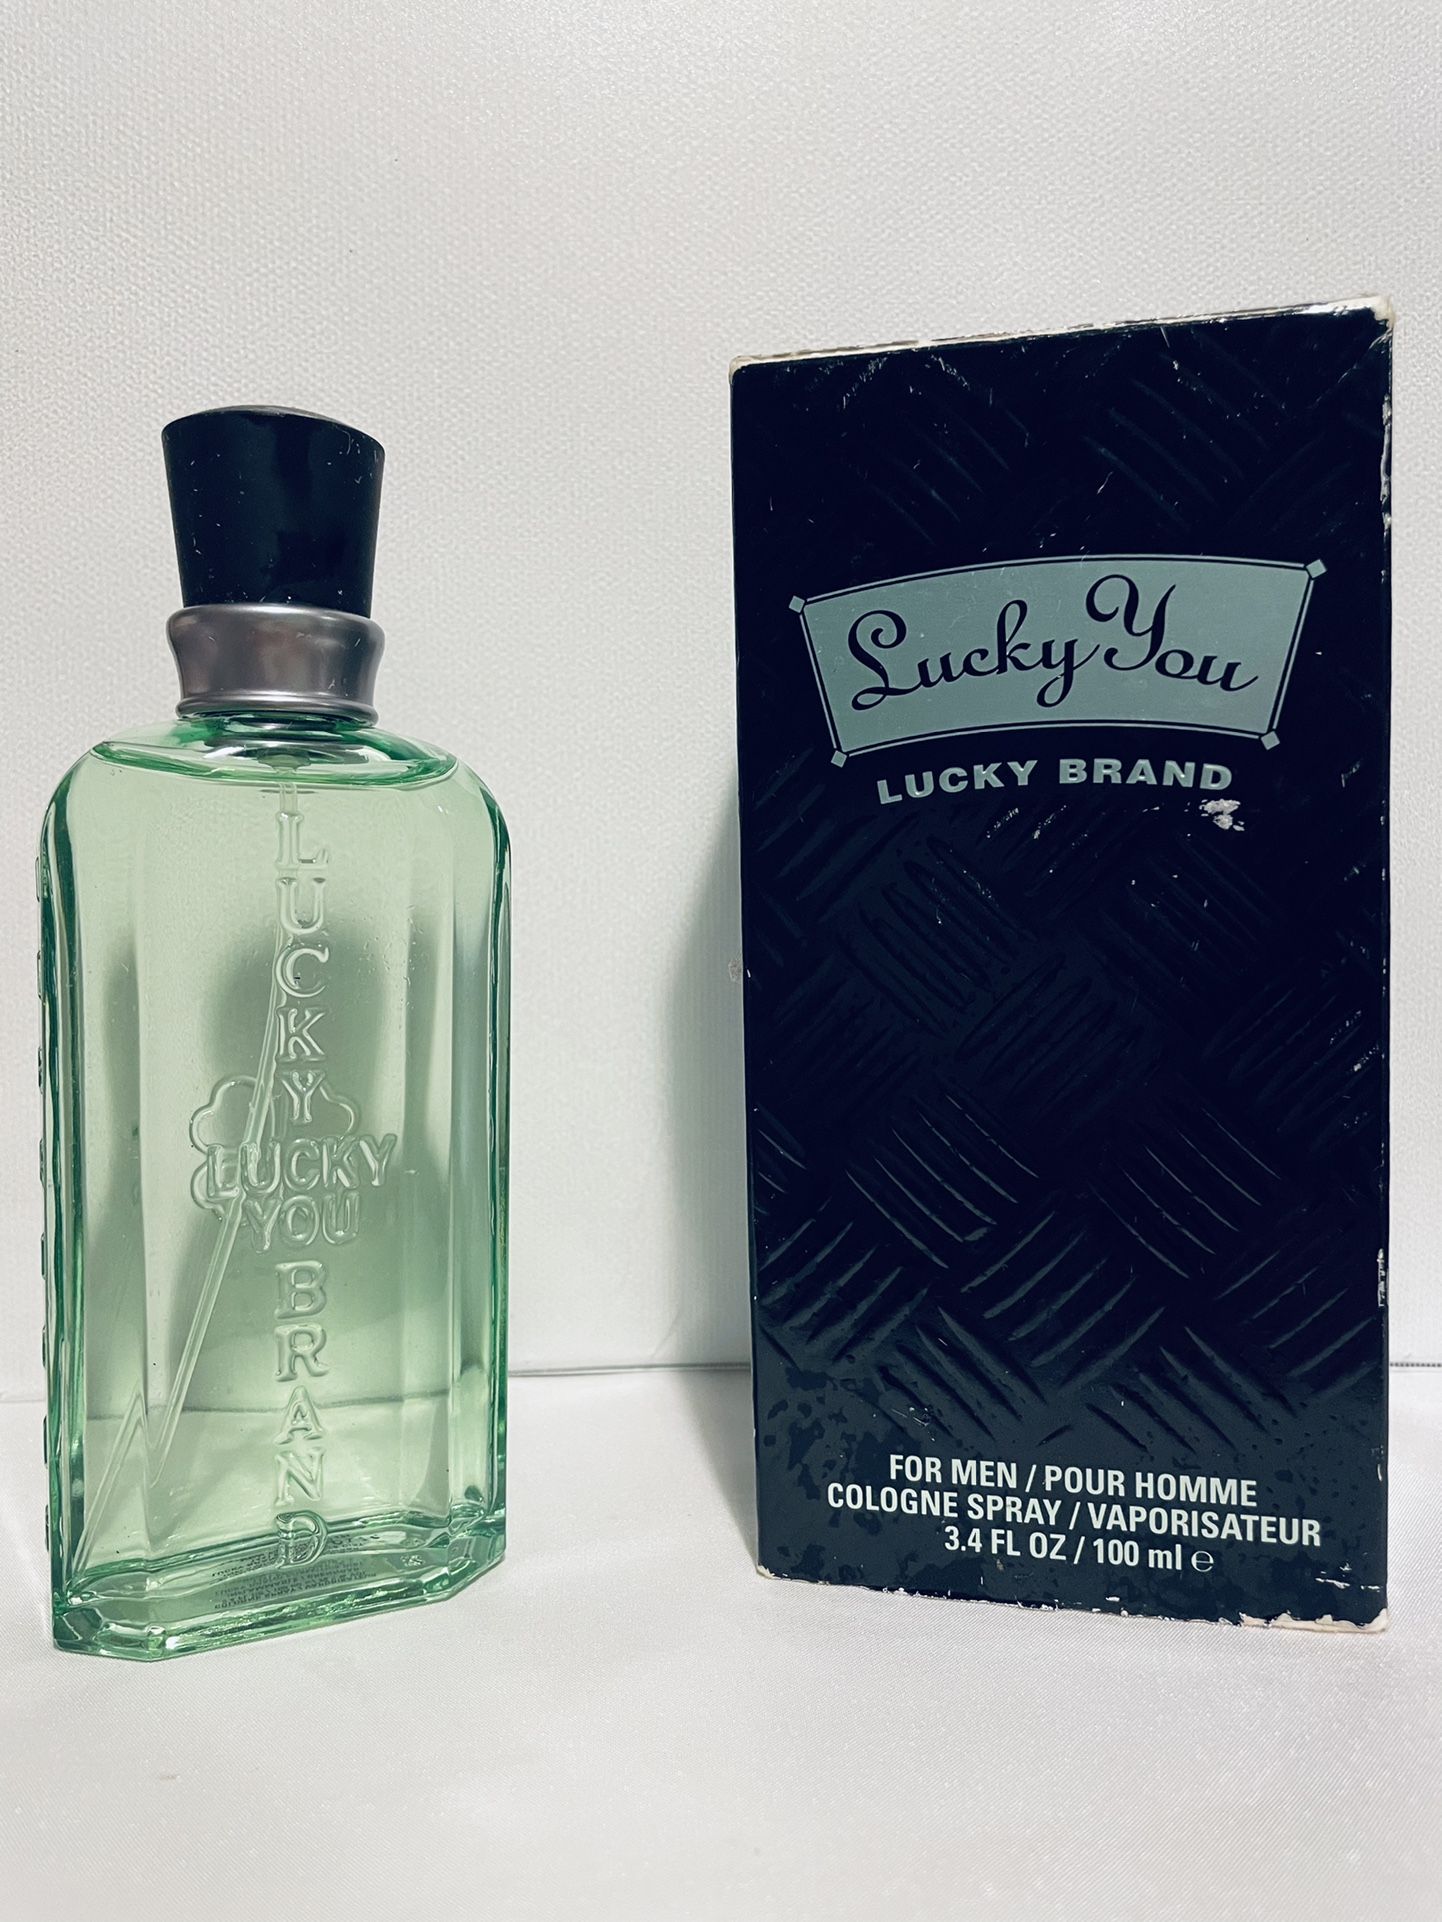 LUCKY BRAND
LUCKY
YOU
Lucky You
LUCKY BRAND
FOR MEN / POUR HOMME
COLOGNE SPRAY / VAPORISATEUR
3.4 FL OZ / 100 ml ℮